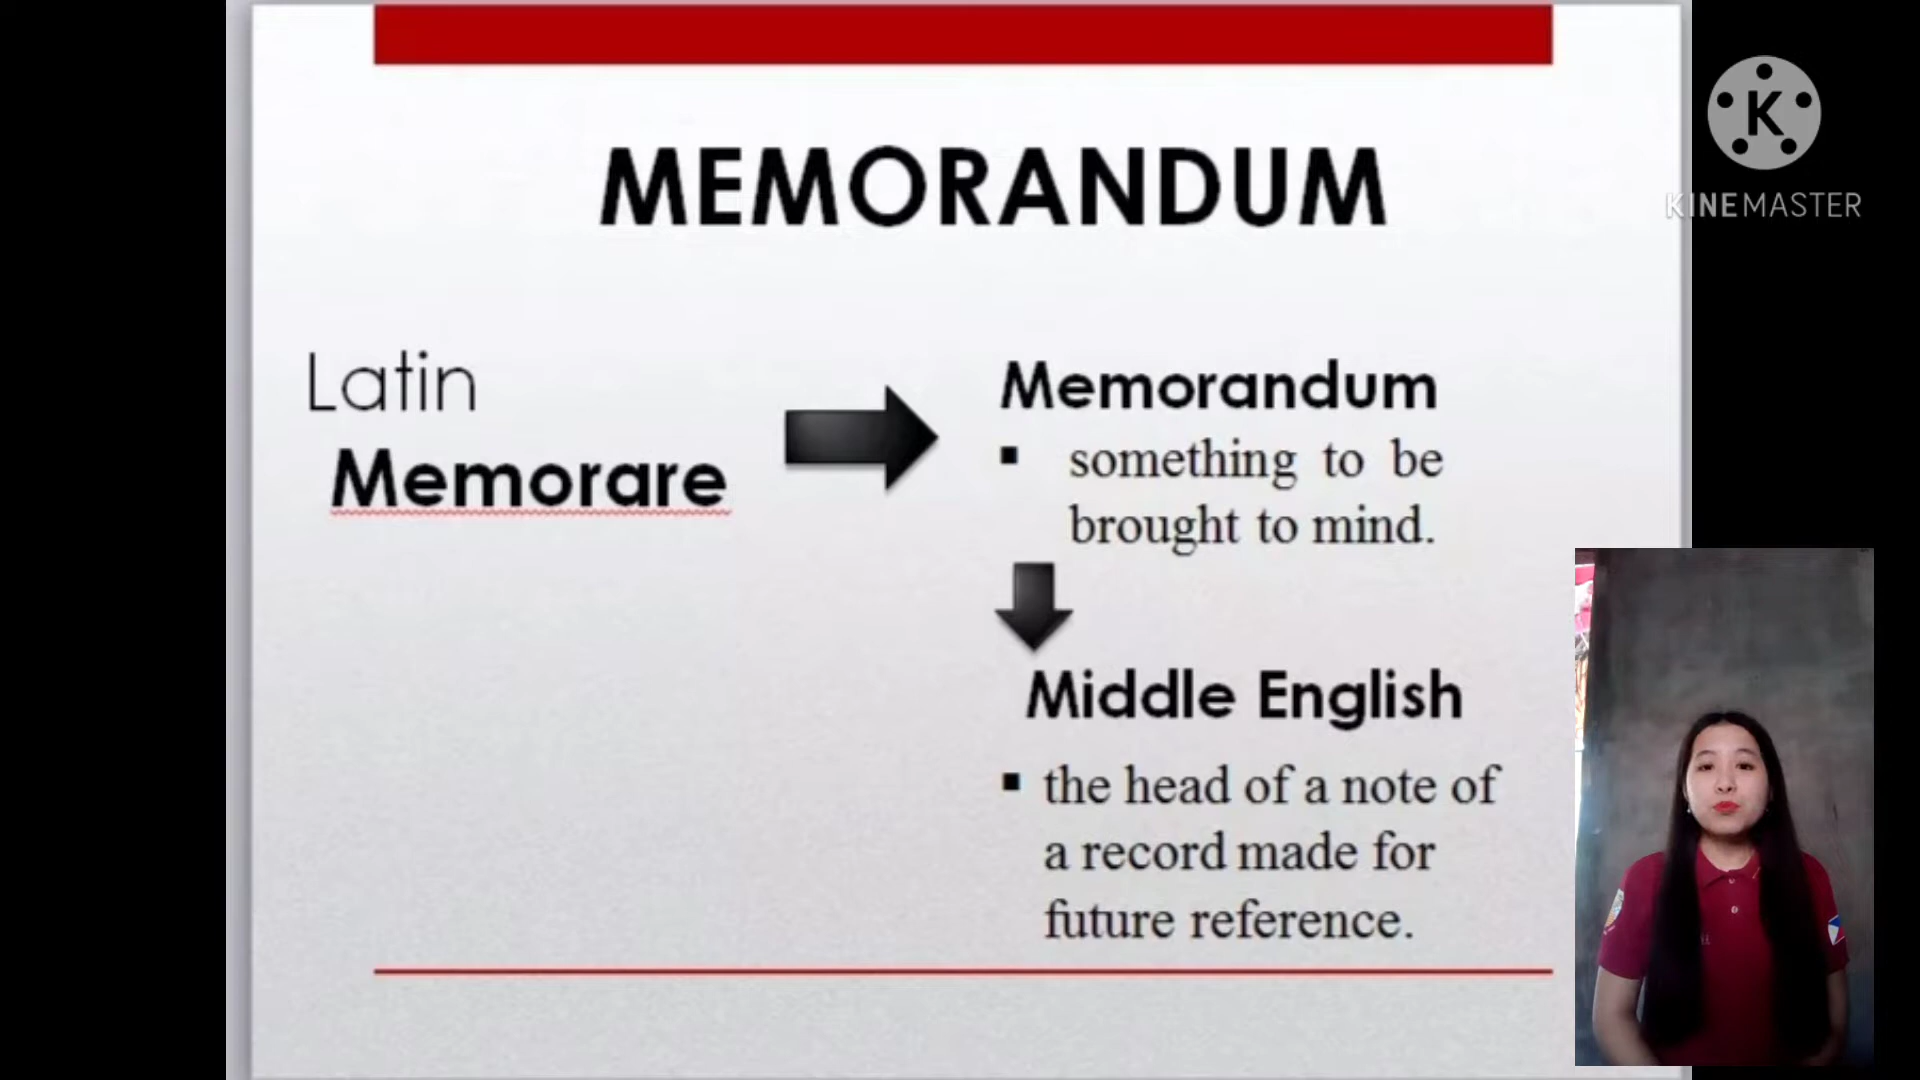 MEMORANDUM
Latin
Memorare
Memorandum
something to be
brought to mind.
Middle English
the head of a note of
a record made for
future reference.
K
KINEMASTER